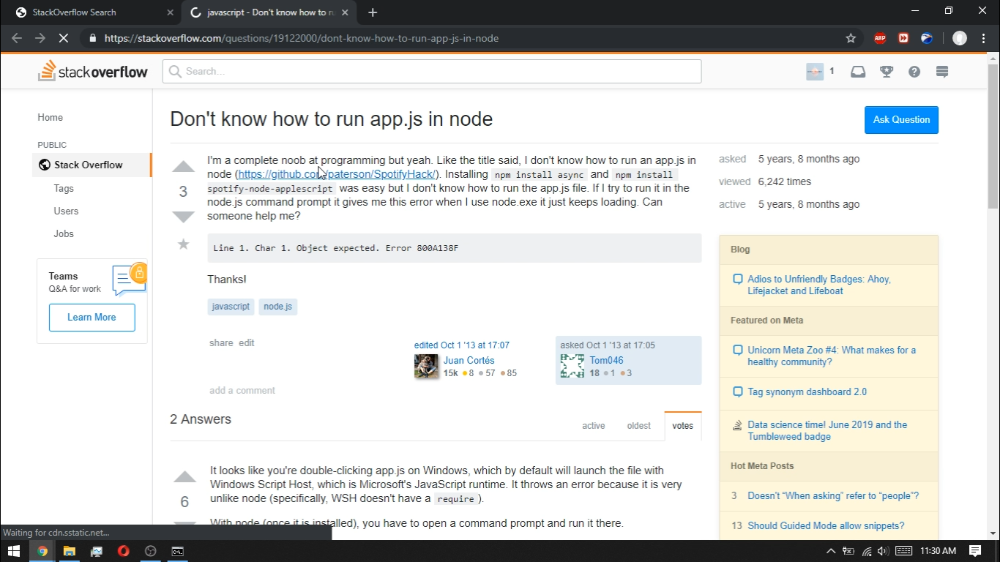 StackOverflow Search
javascript - Don't know how to ru
https://stackoverflow.com/questions/19122000/dont-know-how-to-run-app-js-in-node
ABP
stackoverflow
Search...
1
Home
PUBLIC
Stack Overflow
Tags
Users
Jobs
Teams
Q&A for work
Learn More
Don't know how to run app.js in node
Ask Question
3
I'm a complete noob at programming but yeah. Like the title said, I don't know how to run an app.js in
node (https://github.com/paterson/SpotifyHack/). Installing npm install async and npm install
spotify-node-applescript was easy but I don't know how to run the app.js file. If I try to run it in the
node.js command prompt it gives me this error when I use node.exe it just keeps loading. Can
someone help me?
Line 1. Char 1. Object expected. Error 800A138F
Thanks!
javascript node.js
share edit
edited Oct 1 '13 at 17:07
Juan Cortés
15k 8 57 85
asked Oct 1 '13 at 17:05
Tom046
18 1 3
add a comment
2 Answers
active oldest votes
6
It looks like you're double-clicking app.js on Windows, which by default will launch the file with
Windows Script Host, which is Microsoft's JavaScript runtime. It throws an error because it is very
unlike node (specifically, WSH doesn't have a require ).
With node (once it is installed), you have to open a command prompt and run it there.
asked 5 years, 8 months ago
viewed 6,242 times
active 5 years, 8 months ago
Blog
Adios to Unfriendly Badges: Ahoy,
Lifejacket and Lifeboat
Featured on Meta
Unicorn Meta Zoo #4: What makes for a
healthy community?
Tag synonym dashboard 2.0
Data science time! June 2019 and the
Tumbleweed badge
Hot Meta Posts
3 Doesn't “When asking” refer to “people”?
13 Should Guided Mode allow snippets?
Waiting for cdn.sstatic.net...
11:30 AM